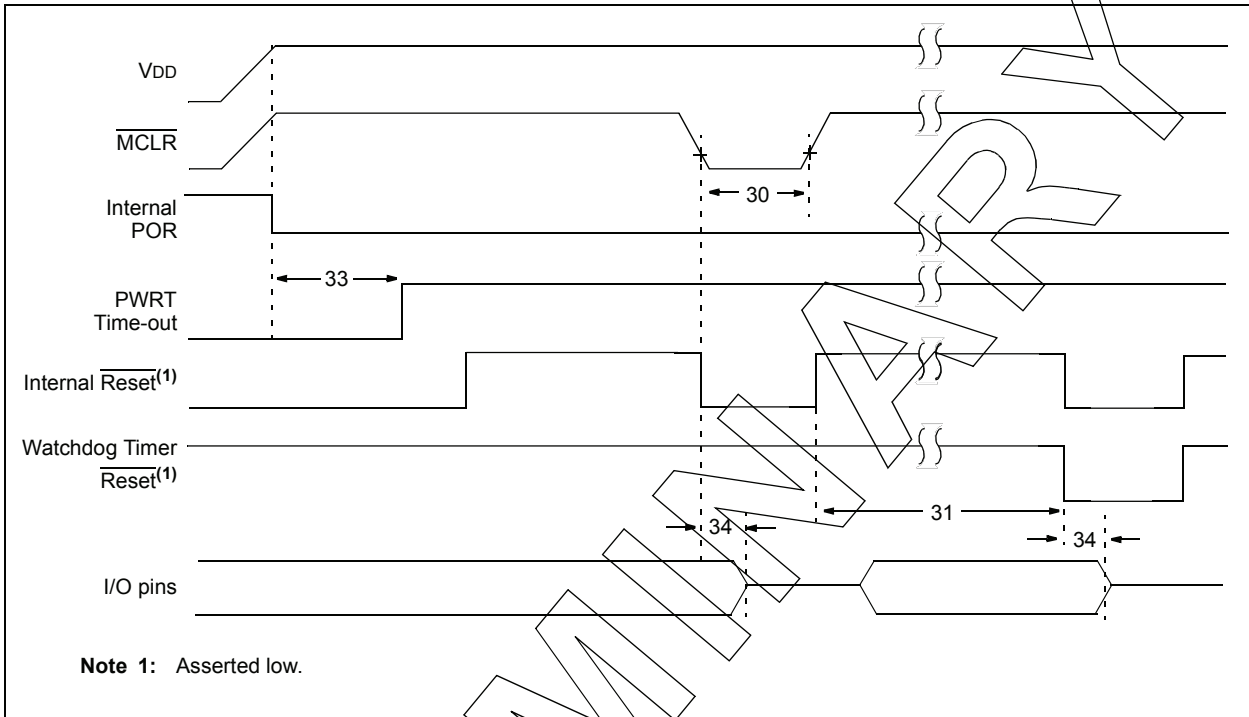 VDD
MCLR
30
Internal
POR
33
PWRT
Time-out
Internal Reset(1)
Watchdog Timer
Reset(1)
31
34
34
I/O pins
Note 1: Asserted low.